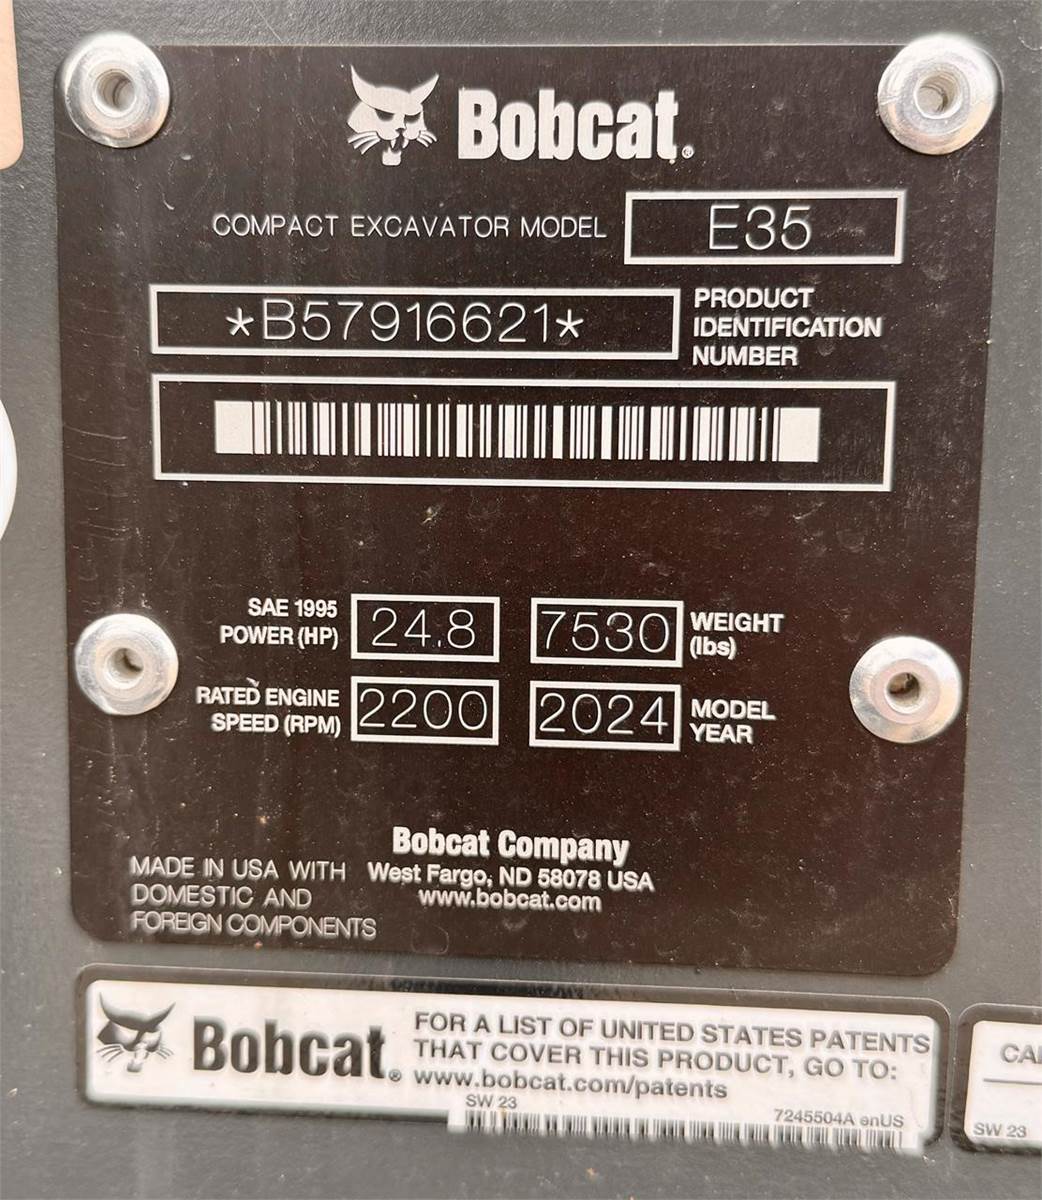 Bobcat®
COMPACT EXCAVATOR MODEL E35
*B57916621*
PRODUCT
IDENTIFICATION
NUMBER
SAE 1995
POWER (HP) 24.8
7530 WEIGHT
(lbs)
RATED ENGINE
SPEED (RPM) 2200
2024 MODEL
YEAR
Bobcat Company
West Fargo, ND 58078 USA
www.bobcat.com
MADE IN USA WITH
DOMESTIC AND
FOREIGN COMPONENTS
Bobcat®
FOR A LIST OF UNITED STATES PATENTS
THAT COVER THIS PRODUCT, GO TO:
www.bobcat.com/patents
SW 23
7245504A enUS
SW 23